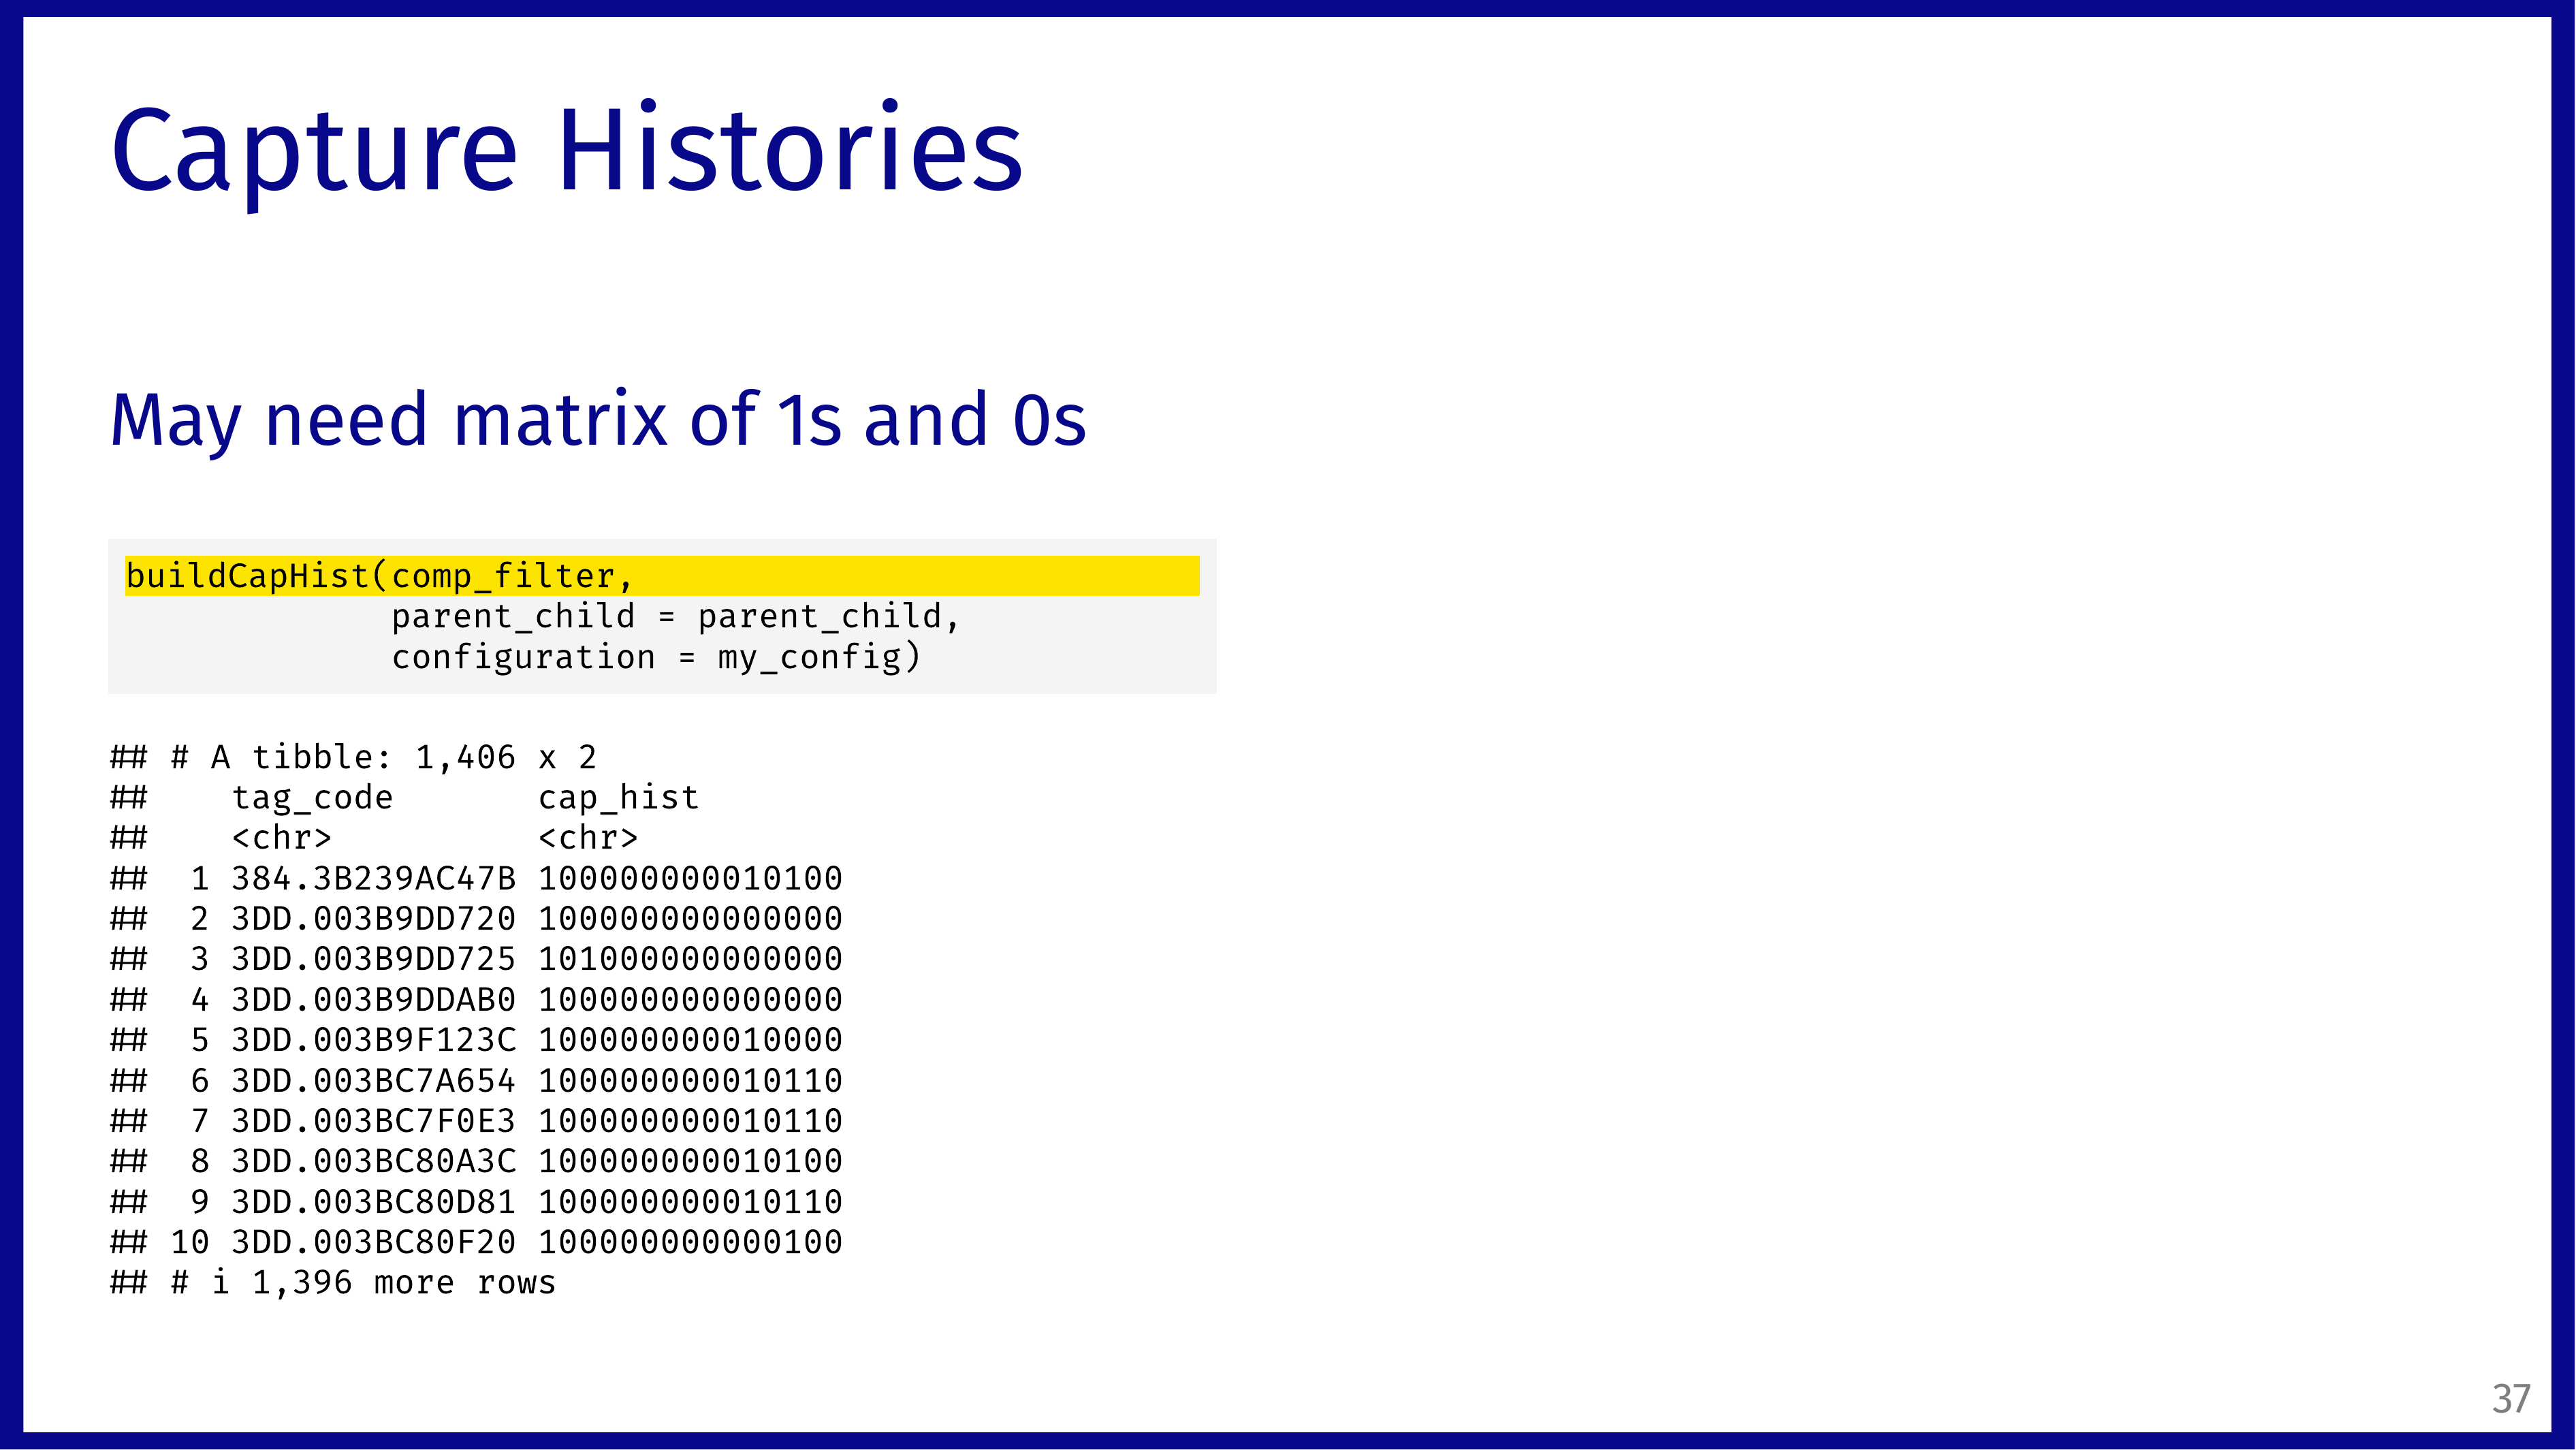 Capture Histories
May need matrix of 1s and 0s
buildCapHist(comp_filter,
             parent_child = parent_child,
             configuration = my_config)
## # A tibble: 1,406 x 2
##    tag_code       cap_hist
##    <chr>          <chr>
##  1 384.3B239AC47B 100000000010100
##  2 3DD.003B9DD720 100000000000000
##  3 3DD.003B9DD725 101000000000000
##  4 3DD.003B9DDAB0 100000000000000
##  5 3DD.003B9F123C 100000000010000
##  6 3DD.003BC7A654 100000000010110
##  7 3DD.003BC7F0E3 100000000010110
##  8 3DD.003BC80A3C 100000000010100
##  9 3DD.003BC80D81 100000000010110
## 10 3DD.003BC80F20 100000000000100
## # i 1,396 more rows
37